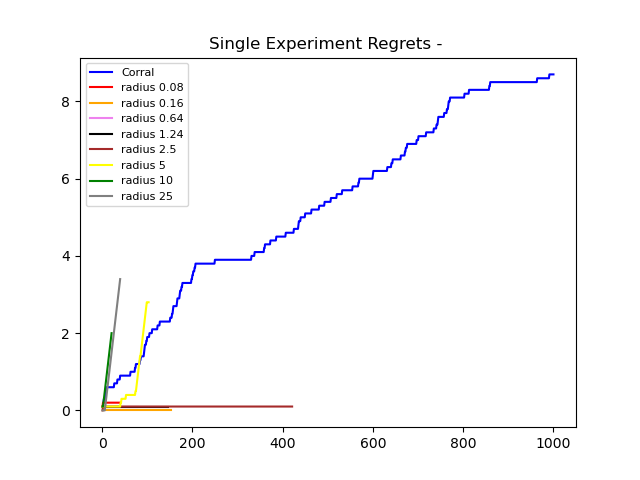 Single Experiment Regrets -
Corral
radius 0.08
radius 0.16
radius 0.64
radius 1.24
radius 2.5
radius 5
radius 10
radius 25
8
6
4
2
0
0 200 400 600 800 1000